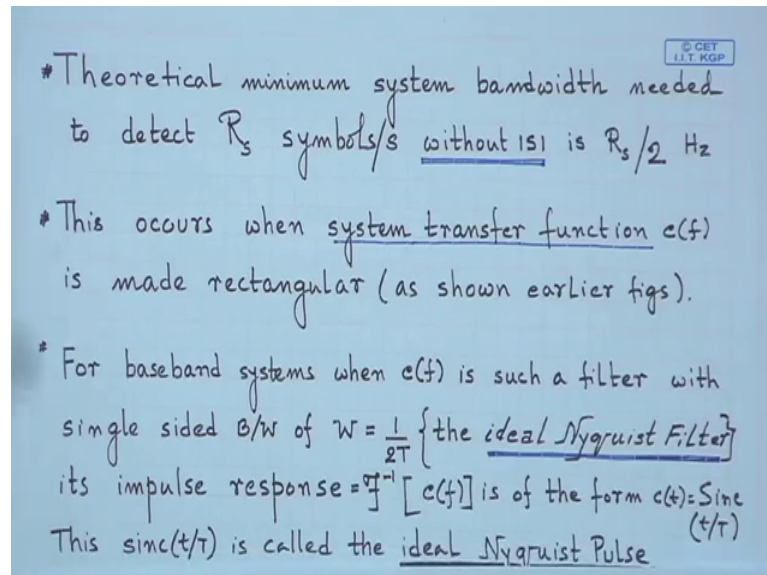 © CET
I.I.T. KGP
*Theoretical minimum system bandwidth needed
to detect Rs symbols/s without ISI is Rs/2 Hz
*This occurs when system transfer function c(f)
is made rectangular (as shown earlier figs).
*For baseband systems when c(f) is such a filter with
single sided B/W of W = 1/2T {the ideal Nyquist Filter}
its impulse response = F⁻¹[c(f)] is of the form c(t)=Sinc
(t/T)
This sinc(t/T) is called the ideal Nyquist Pulse